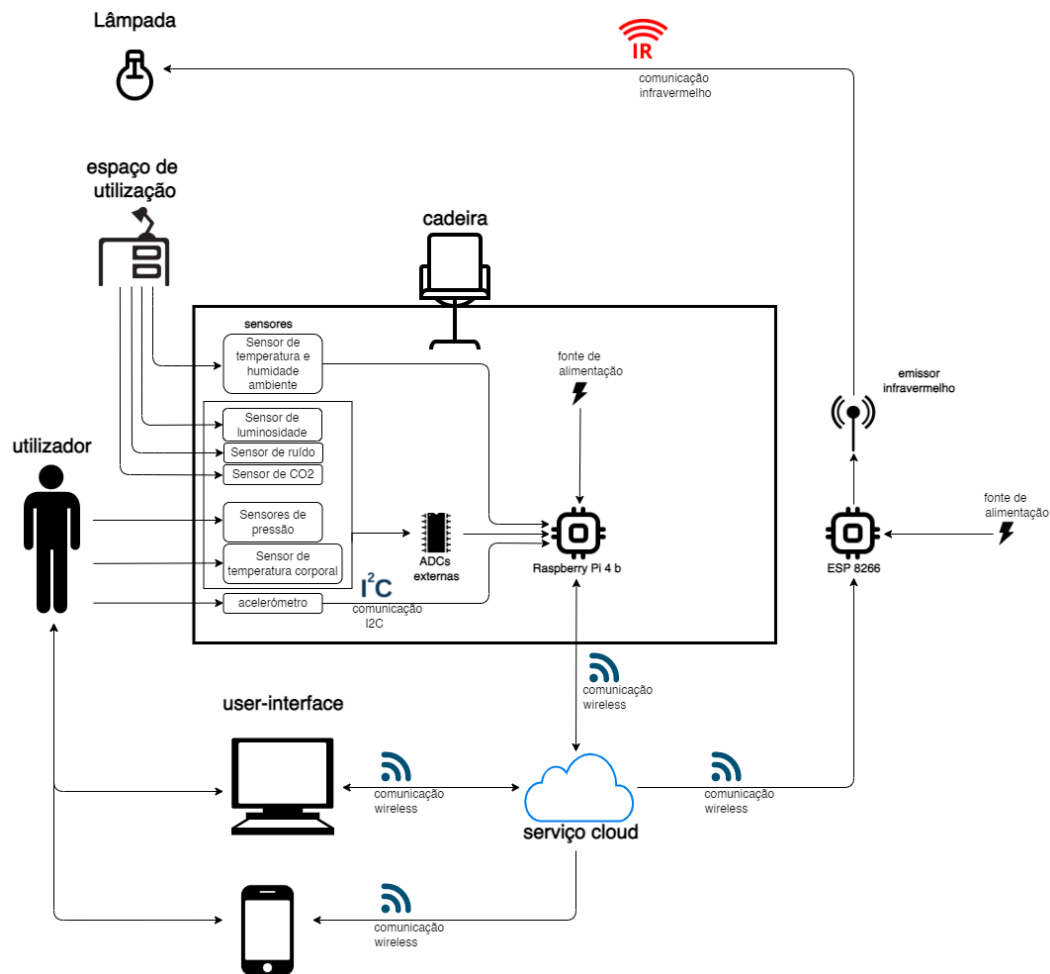 Lâmpada
IR
comunicação
infravermelho
espaço de
utilização
cadeira
sensores
Sensor de
temperatura e
humidade
ambiente
fonte de
alimentação
emissor
infravermelho
Sensor de
luminosidade
utilizador
Sensor de ruído
Sensor de CO2
Sensores de
pressão
fonte de
alimentação
ADCs
externas
Raspberry Pi 4 b
ESP 8266
Sensor de
temperatura corporal
I²C
comunicação
I2C
acelerómetro
comunicação
wireless
user-interface
comunicação
wireless
comunicação
wireless
serviço cloud
comunicação
wireless